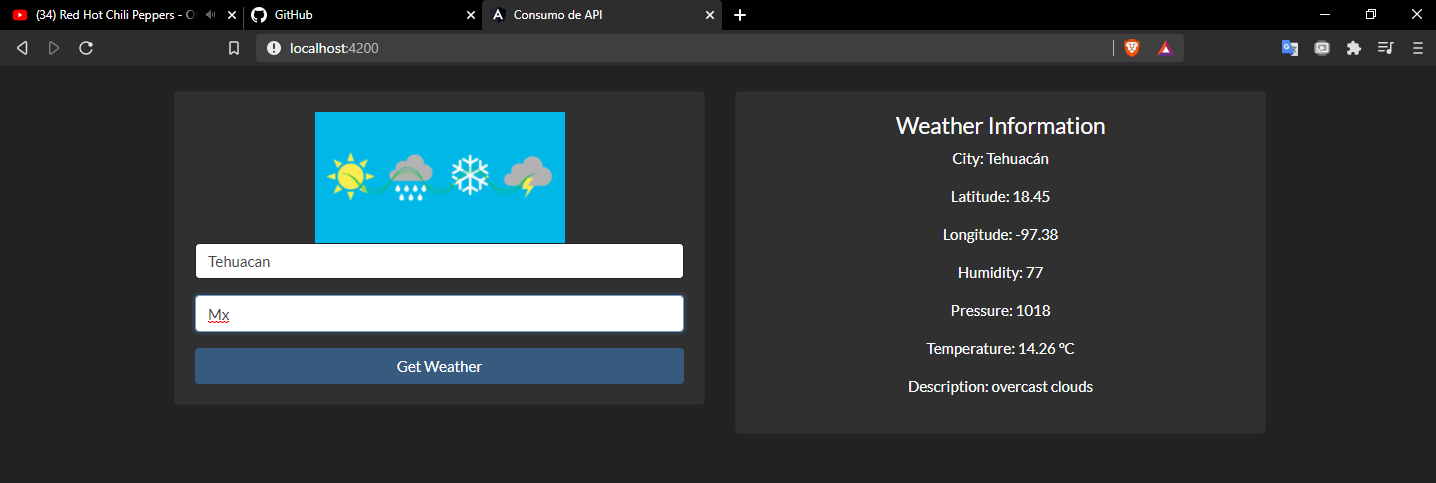 (34) Red Hot Chili Peppers - O
GitHub
Consumo de API
localhost:4200
Tehuacan
Mx
Get Weather
Weather Information
City: Tehuacán
Latitude: 18.45
Longitude: -97.38
Humidity: 77
Pressure: 1018
Temperature: 14.26 °C
Description: overcast clouds